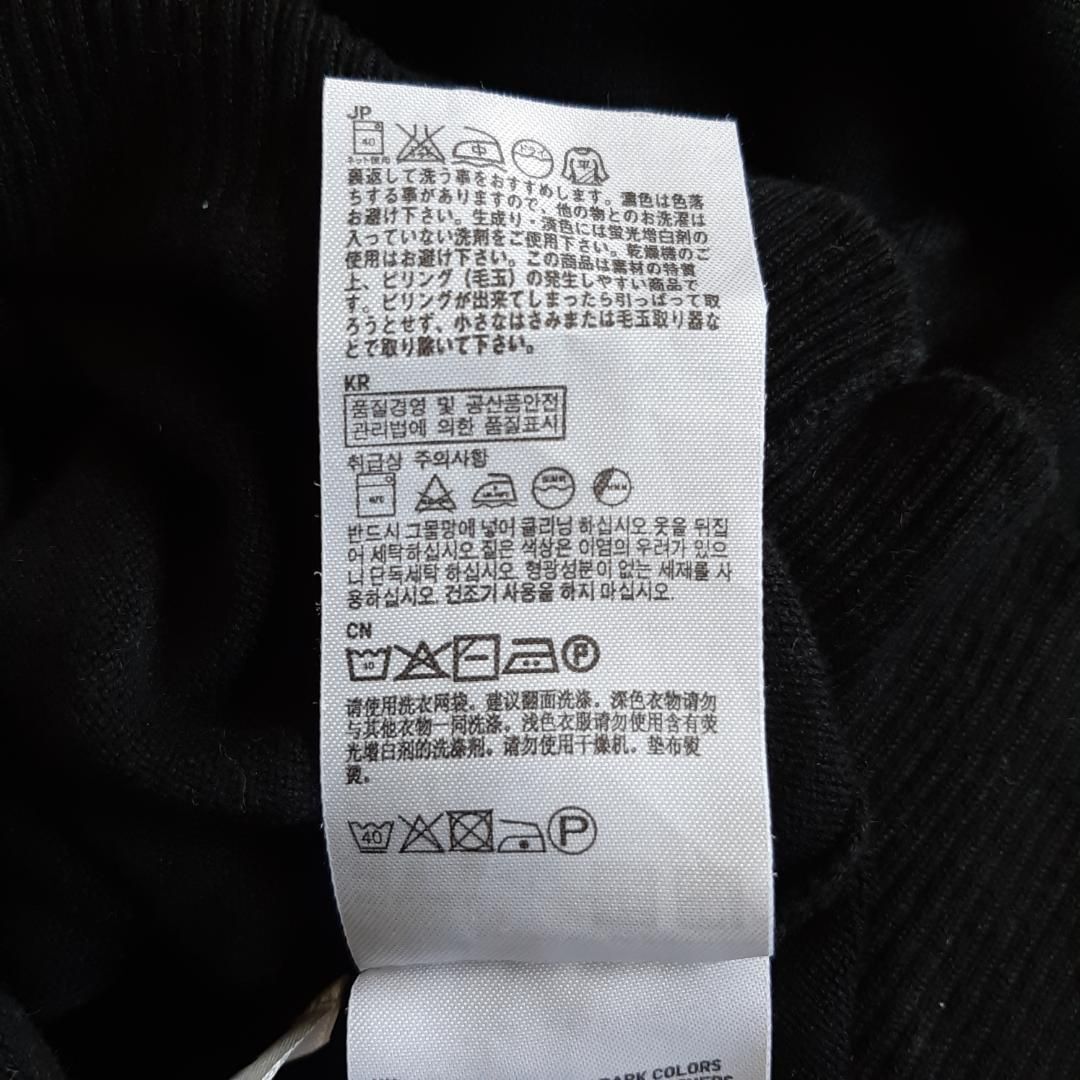 JP
40
ネット使用
中
ドライ
平
裏返して洗う事をおすすめします。濃色は色落
ちする事がありますので、他の物とのお洗濯は
お避け下さい。生成り・淡色には蛍光増白剤の
入っていない洗剤をご使用下さい。乾燥機のご
使用はお避け下さい。この商品は素材の特質
上、ピリング（毛玉）の発生しやすい商品で
す。ピリングが出来てしまったら引っぱって取
ろうとせず、小さなはさみまたは毛玉取り器な
どで取り除いて下さい。
KR
품질경영 및 공산품안전
관리법에 의한 품질표시
취급상 주의사항
반드시 그물망에 넣어 클리닝 하십시오 옷을 뒤집
어 세탁하십시오.짙은 색상은 이염의 우려가 있으
니 단독세탁 하십시오. 형광성분이 없는 세제를 사
용하십시오. 건조기 사용을 하지 마십시오.
CN
40
P
请使用洗衣网袋。建议翻面洗涤。深色衣物请勿
与其他衣物一同洗涤。浅色衣服请勿使用含有荧
光增白剂的洗涤剂。请勿使用干燥机。垫布熨
烫。
40
P
DARK COLORS